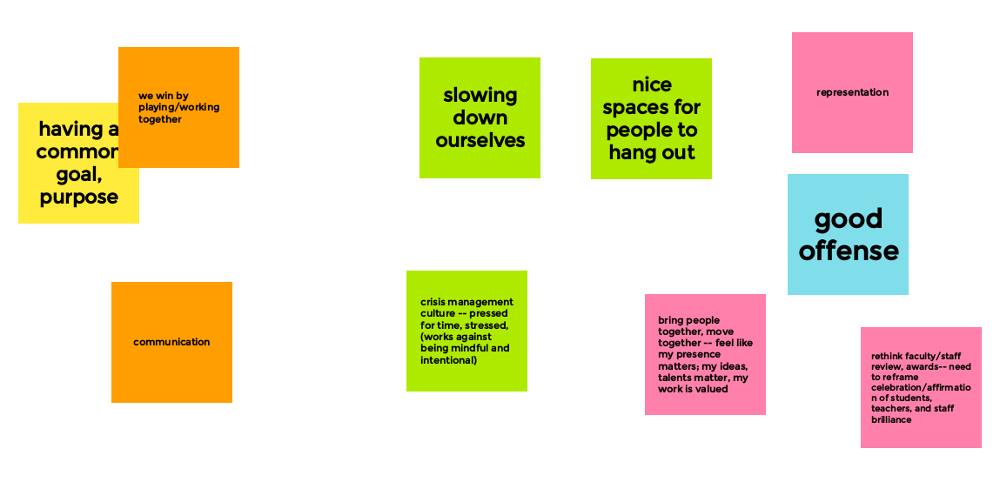 we win by
playing/working
together
having a
common
goal,
purpose
slowing
down
ourselves
nice
spaces for
people to
hang out
representation
good
offense
communication
crisis management
culture -- pressed
for time, stressed,
(works against
being mindful and
intentional)
bring people
together, move
together -- feel like
my presence
matters; my ideas,
talents matter, my
work is valued
rethink faculty/staff
review, awards-- need
to reframe
celebration/affirmatio
n of students,
teachers, and staff
brilliance